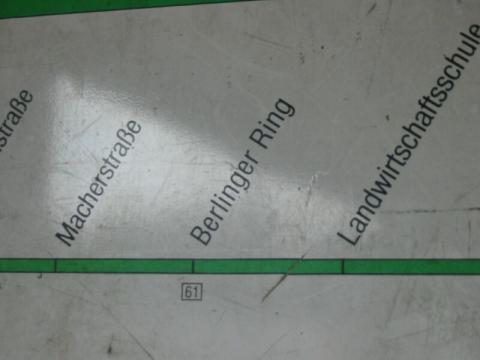 straße
Macherstraße
Berlinger Ring
Landwirtschaftsschule
61